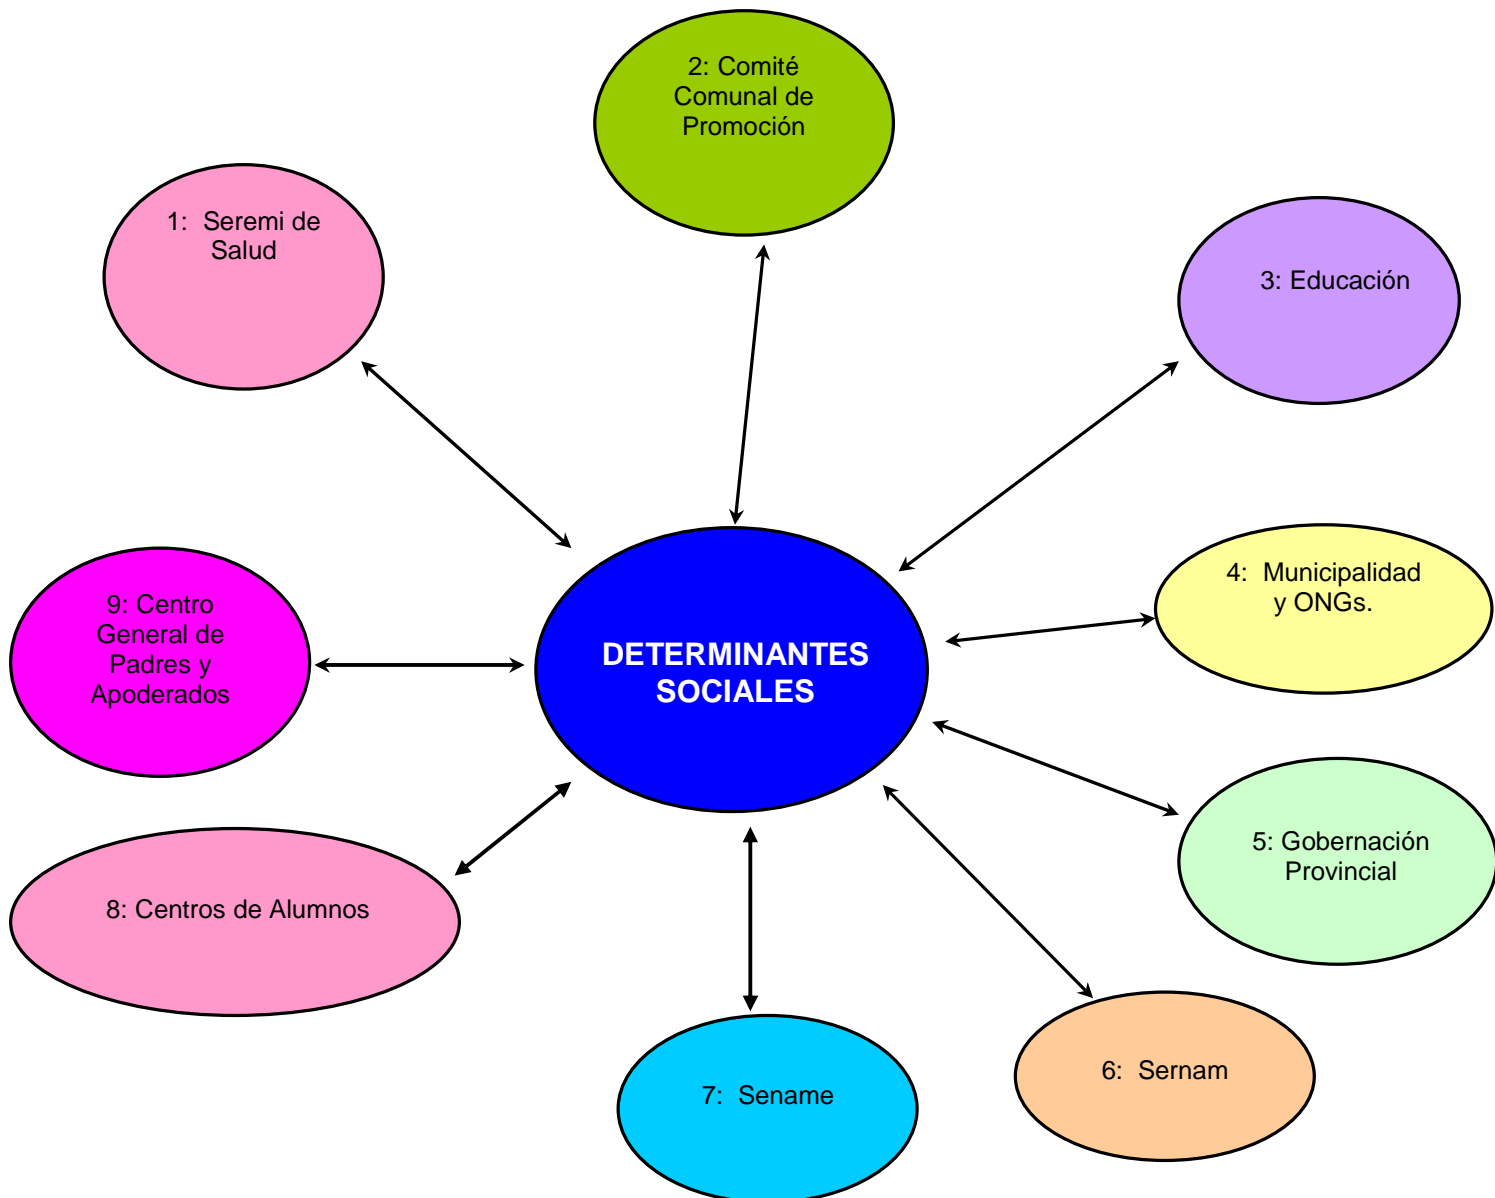 2: Comité
Comunal de
Promoción
1: Seremi de
Salud
3: Educación
4: Municipalidad
y ONGs.
9: Centro
General de
Padres y
Apoderados
DETERMINANTES
SOCIALES
5: Gobernación
Provincial
8: Centros de Alumnos
6: Sernam
7: Sename